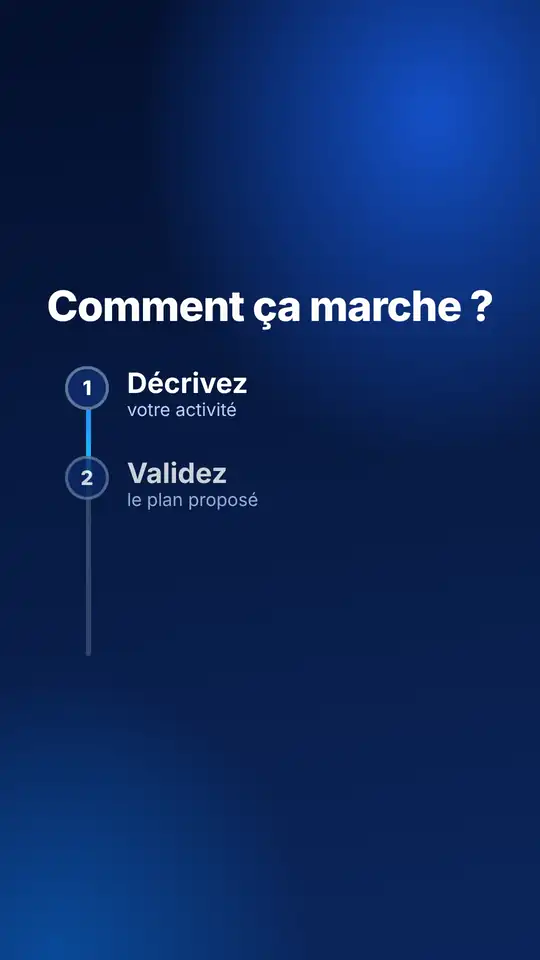 Comment ça marche ?
1
Décrivez
votre activité
2
Validez
le plan proposé